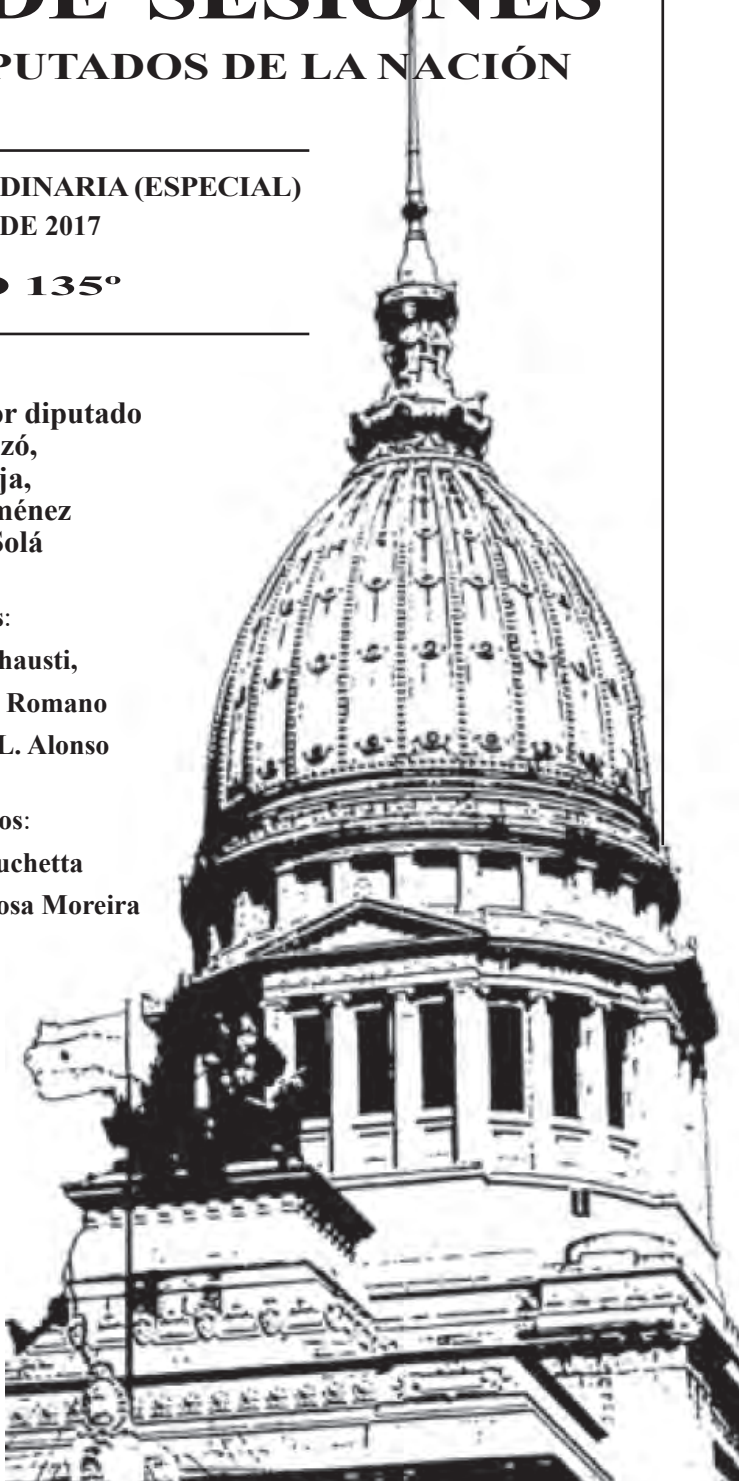 DE SESIONES
PUTADOS DE LA NACIÓN
DINARIA (ESPECIAL)
DE 2017
135º
or diputado
zó,
ja,
ménez
Solá
s:
hausti,
Romano
L. Alonso
os:
uchetta
osa Moreira